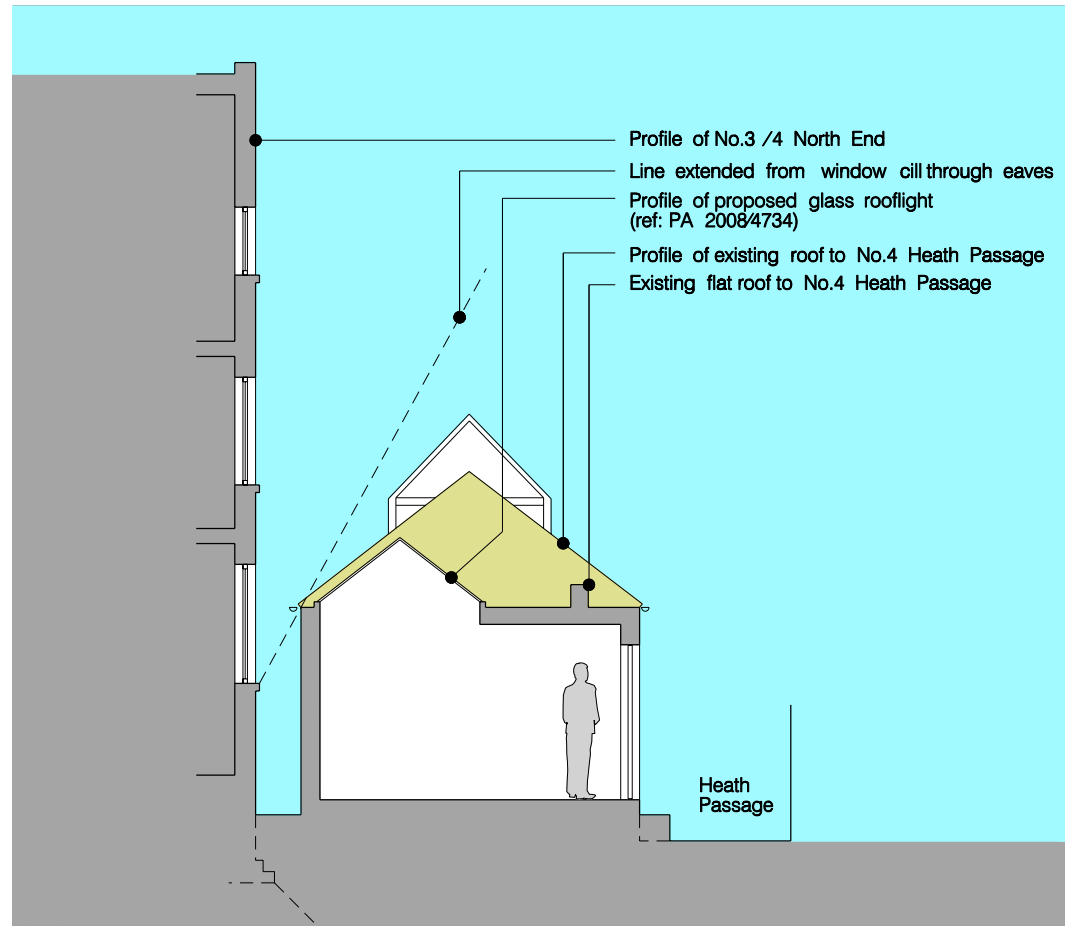 Profile of No.3 /4 North End
Line extended from window cill through eaves
Profile of proposed glass rooflight
(ref: PA 2008/4734)
Profile of existing roof to No.4 Heath Passage
Existing flat roof to No.4 Heath Passage
Heath
Passage